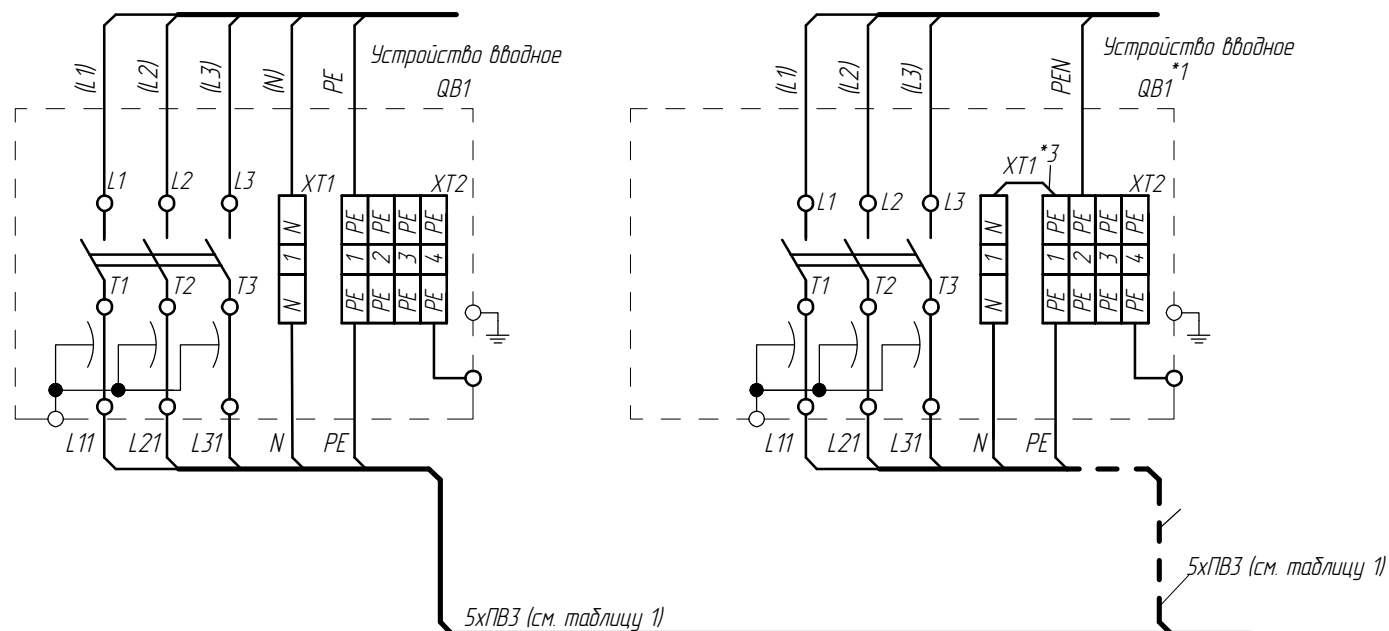 Устройство вводное
QB1
(L1)
(L2)
(L3)
(N)
PE
L1
L2
L3
XT1
XT2
N
1
N
PE
PE
PE
PE
1
2
3
4
PE
PE
PE
PE
T1
T2
T3
L11
L21
L31
N
PE
5хПВ3 (см. таблицу 1)
Устройство вводное
QB1*1
(L1)
(L2)
(L3)
PEN
XT1*3
L1
L2
L3
XT2
N
1
N
PE
PE
PE
PE
1
2
3
4
PE
PE
PE
PE
T1
T2
T3
L11
L21
L31
N
PE
5хПВ3 (см. таблицу 1)